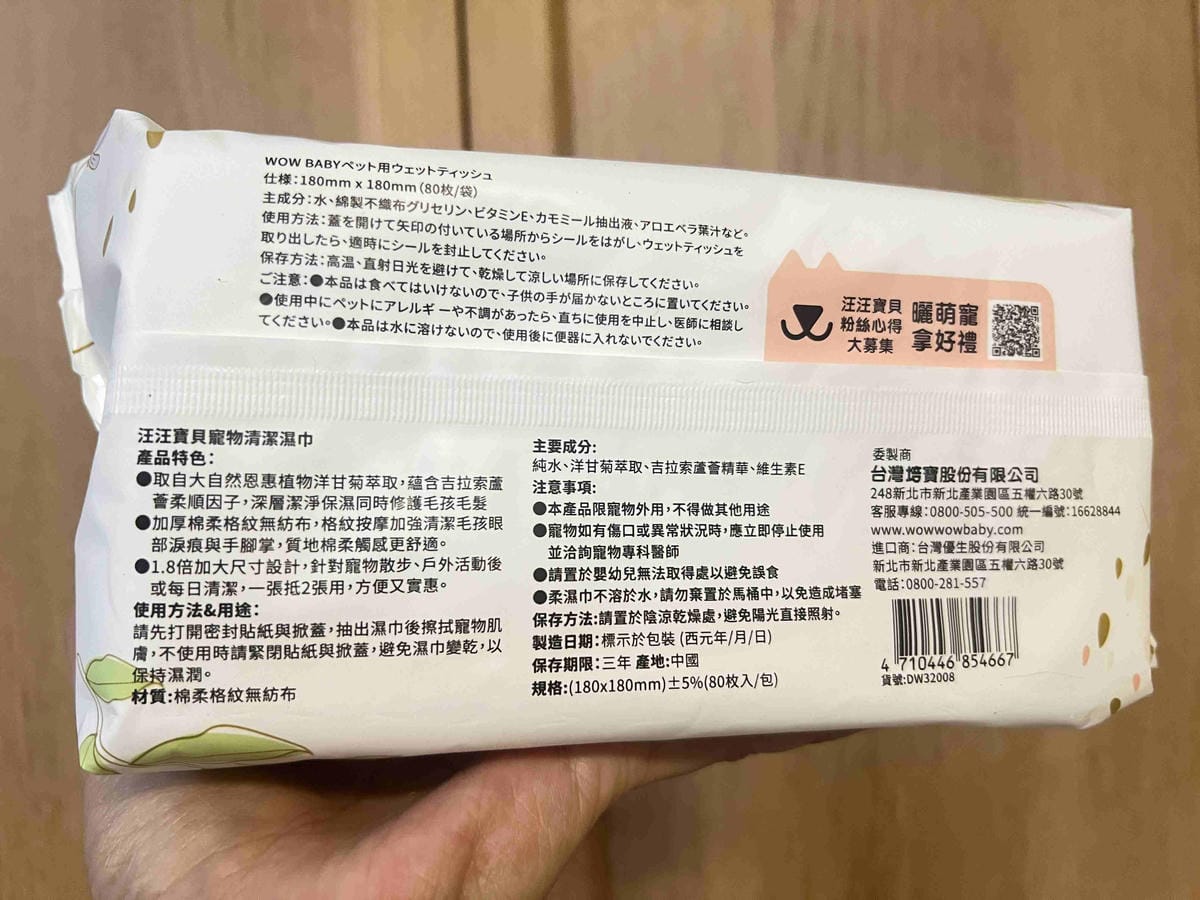 WOW BABYペット用ウェットティッシュ
仕様:180mm x 180mm(80枚/袋)
主成分:水、綿製不織布グリセリン、ビタミンE、カモミール抽出液、アロエベラ葉汁など。
使用方法:蓋を開けて矢印の付いている場所からシールをはがし、ウェットティッシュを
取り出したら、適時にシールを封止してください。
保存方法:高温、直射日光を避けて、乾燥して涼しい場所に保存してください。
ご注意:●本品は食べてはいけないので、子供の手が届かないところに置いてください。
●使用中にペットにアレルギーや不調があったら、直ちに使用を中止し、医師に相談し
てください。●本品は水に溶けないので、使用後に便器に入れないでください。
汪汪寶貝
粉絲心得
大募集
曬萌寵
拿好禮
汪汪寶貝寵物清潔濕巾
產品特色:
●取自大自然恩惠植物洋甘菊萃取,蘊含吉拉索蘆
薈柔順因子,深層潔淨保濕同時修護毛孩毛髮
●加厚棉柔格紋無紡布,格紋按摩加強清潔毛孩眼
部淚痕與手腳掌,質地棉柔觸感更舒適。
●1.8倍加大尺寸設計,針對寵物散步、戶外活動後
或每日清潔,一張抵2張用,方便又實惠。
使用方法&用途:
請先打開密封貼紙與掀蓋,抽出濕巾後擦拭寵物肌
膚,不使用時請緊閉貼紙與掀蓋,避免濕巾變乾,以
保持濕潤。
材質:棉柔格紋無紡布
主要成分:
純水、洋甘菊萃取、吉拉索蘆薈精華、維生素E
注意事項:
●本產品限寵物外用,不得做其他用途
●寵物如有傷口或異常狀況時,應立即停止使用
並洽詢寵物專科醫師
●請置於嬰幼兒無法取得處以避免誤食
●柔濕巾不溶於水,請勿棄置於馬桶中,以免造成堵塞
保存方法:請置於陰涼乾燥處,避免陽光直接照射。
製造日期:標示於包裝 (西元年/月/日)
保存期限:三年 產地:中國
規格:(180x180mm)±5%(80枚入/包)
委製商
台灣塔寶股份有限公司
248新北市新北產業園區五權六路30號
客服專線:0800-505-500 統一編號:16628844
www.wowwowbaby.com
進口商:台灣優生股份有限公司
新北市新北產業園區五權六路30號
電話:0800-281-557
4 710446 854667
貨號:DW32008